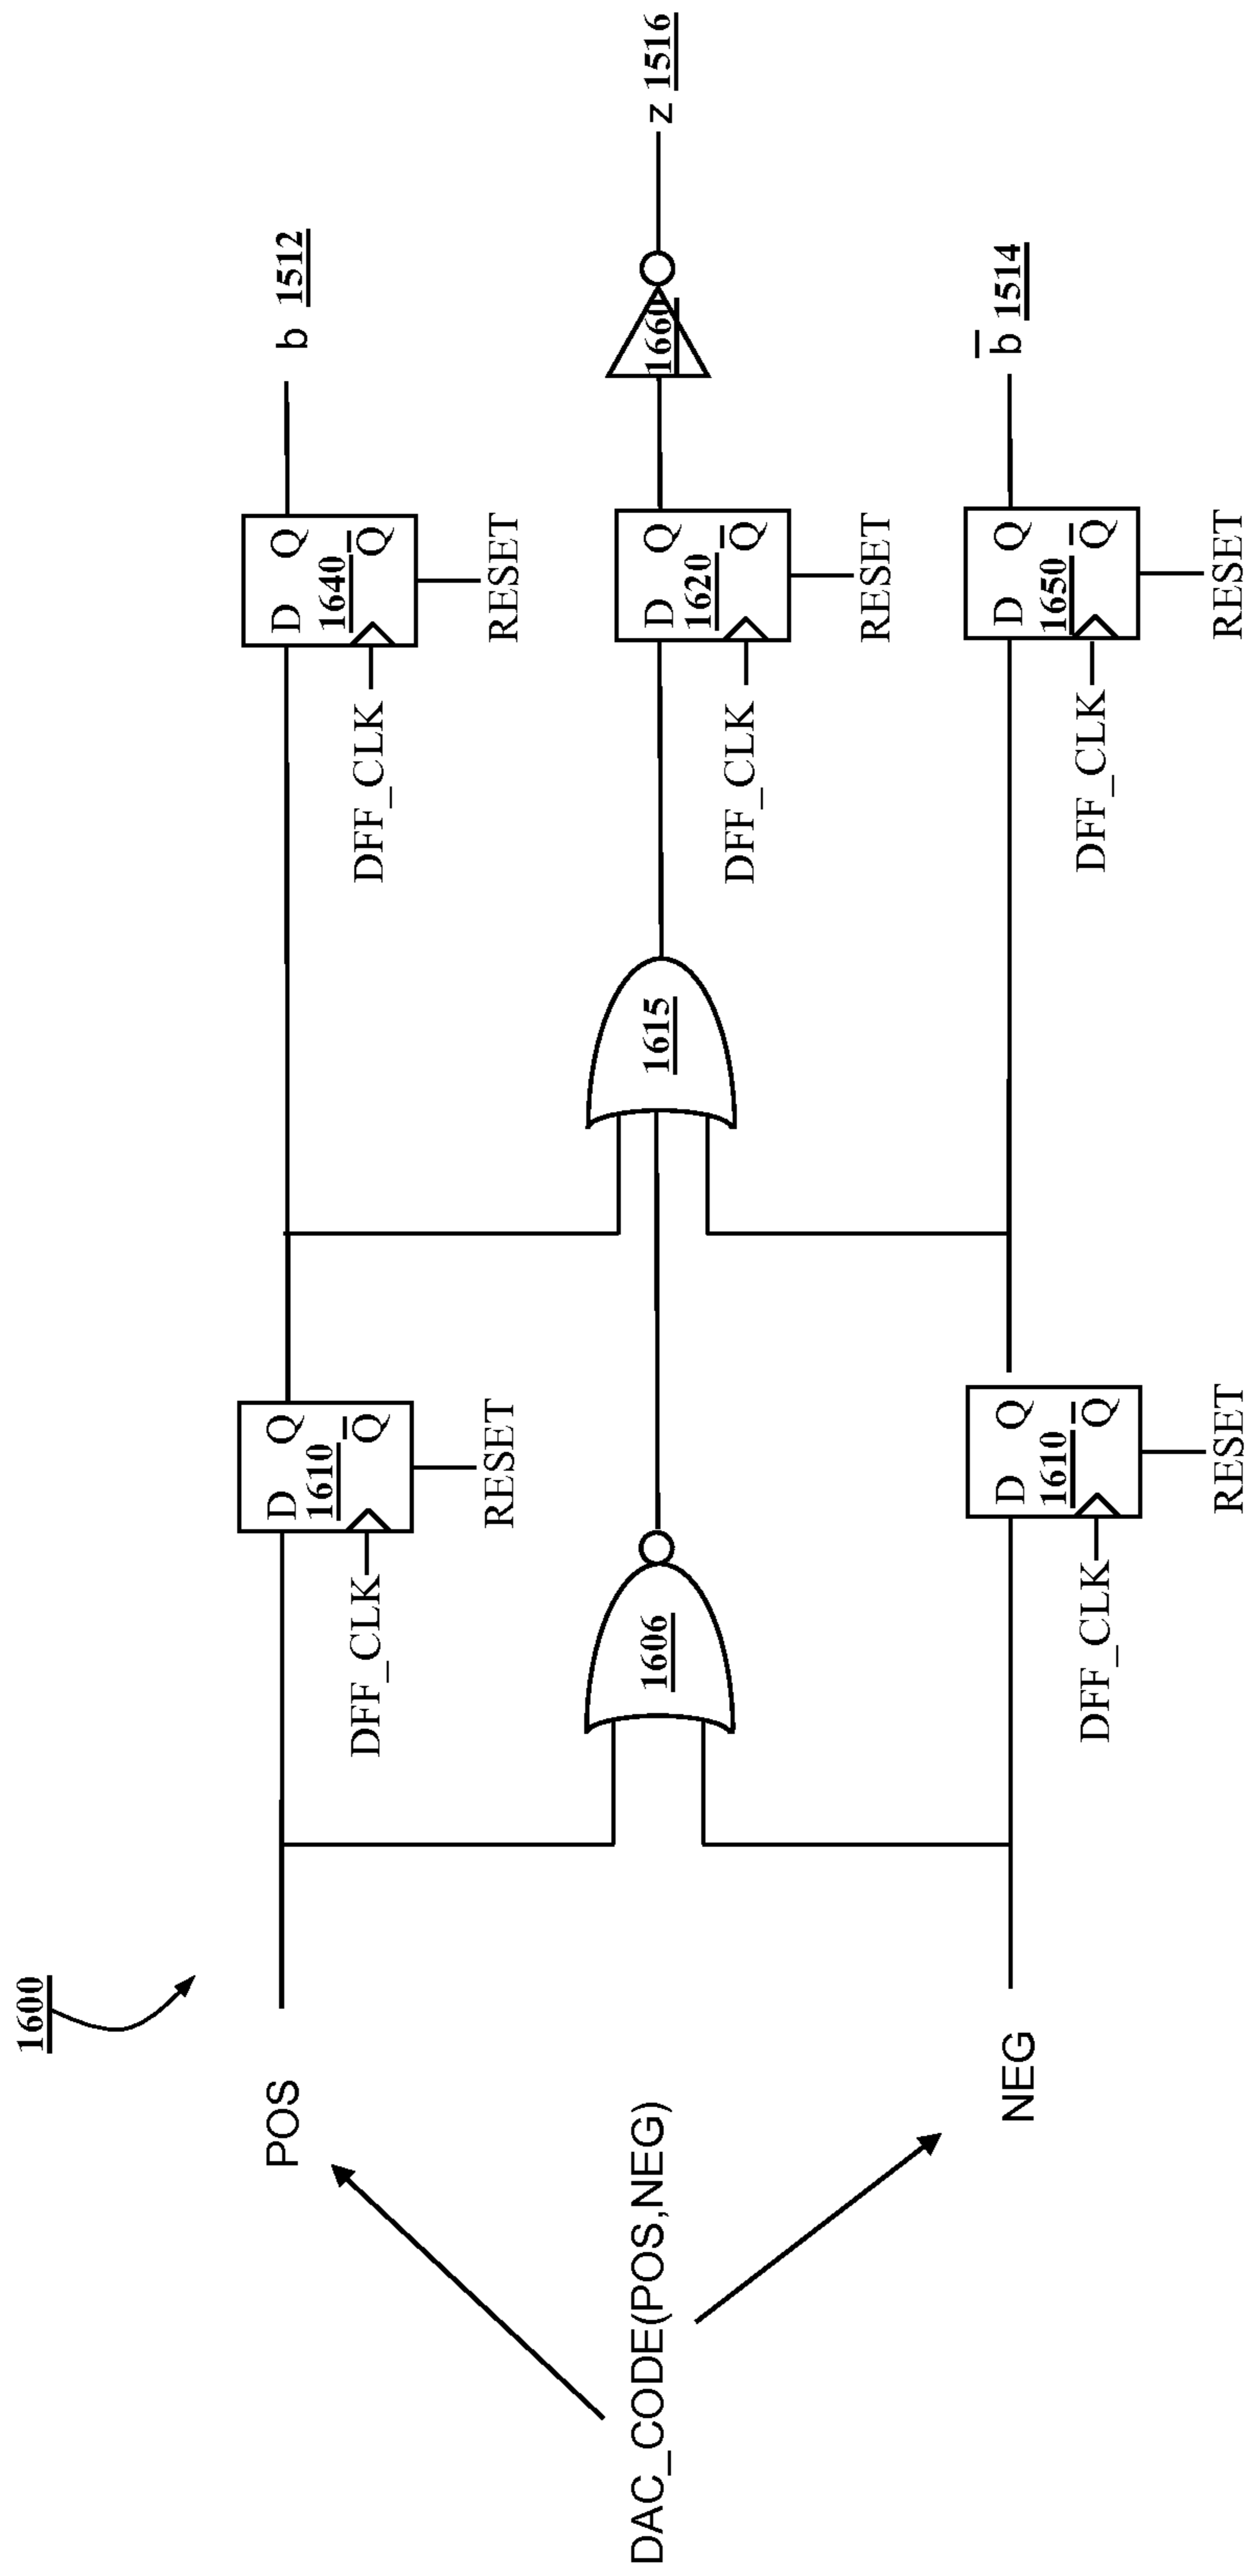 1600
DAC_CODE(POS,NEG)
POS
NEG
DFF_CLK
D Q
1610
Q
RESET
1606
DFF_CLK
D Q
1610
Q
RESET
1615
DFF_CLK
D Q
1640
Q
RESET
b 1512
DFF_CLK
D Q
1620
Q
RESET
1660
z 1516
DFF_CLK
D Q
1650
Q
RESET
b 1514